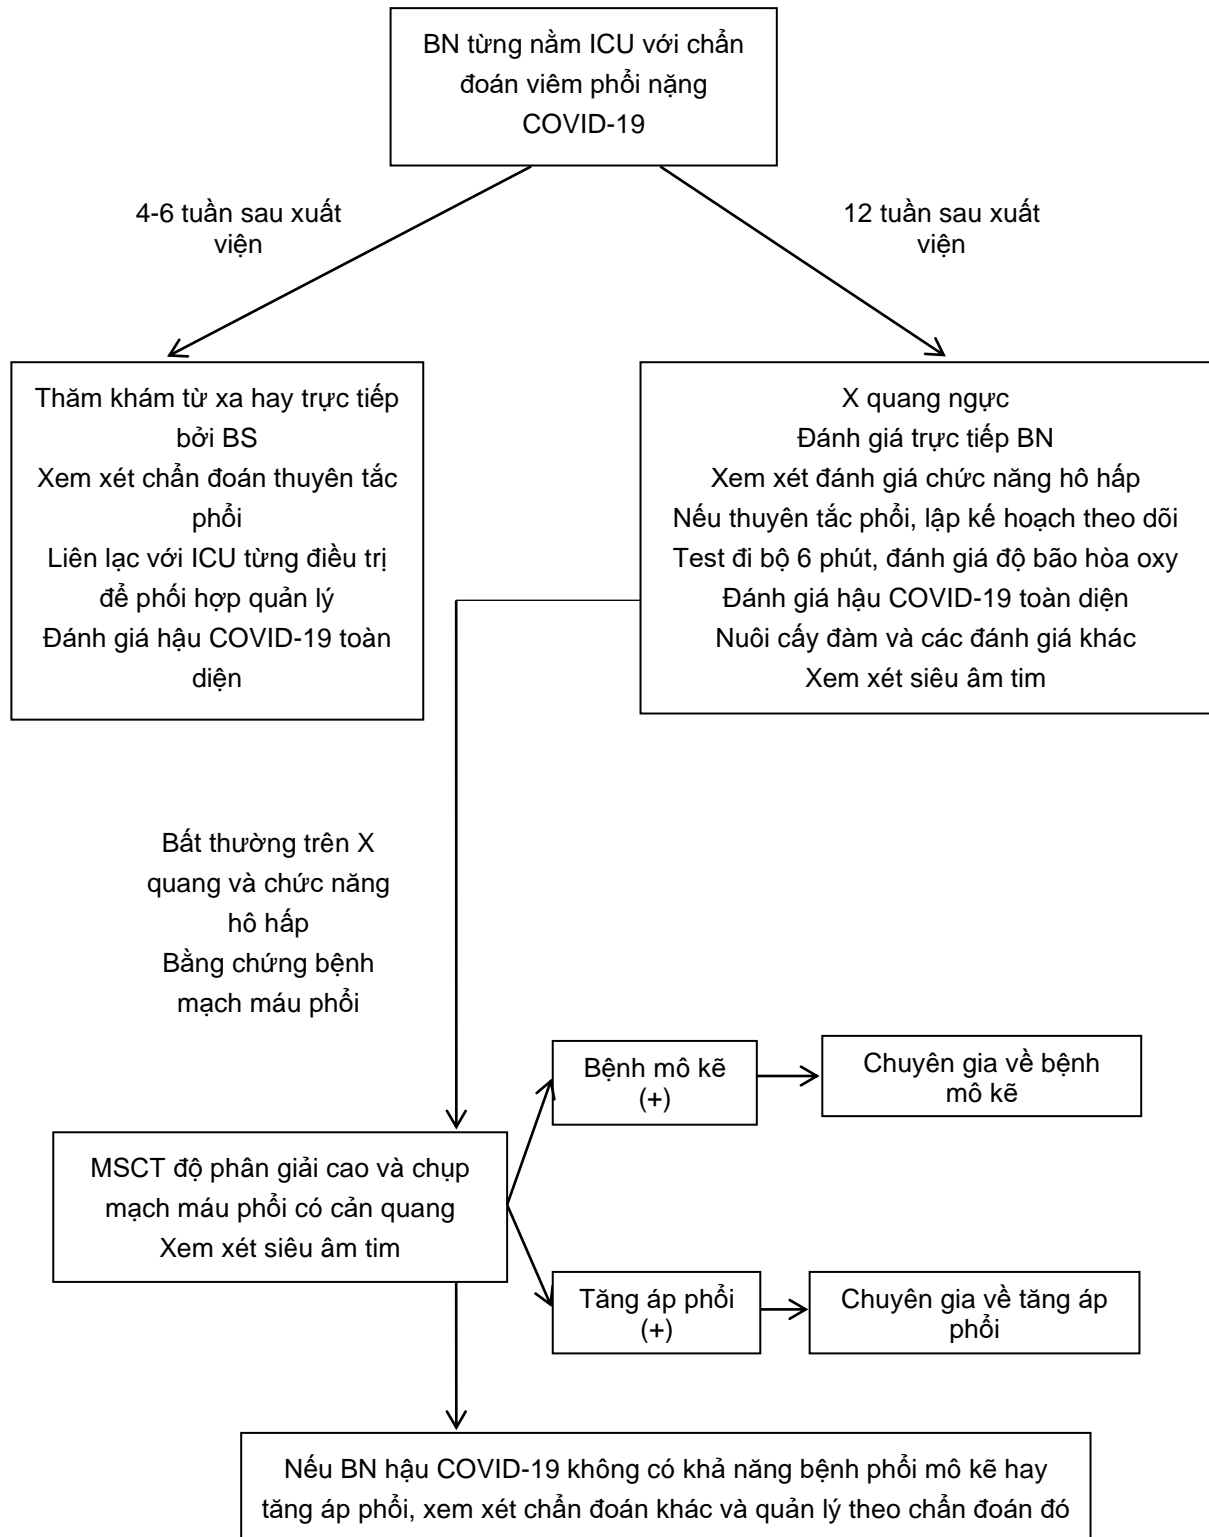 BN từng nằm ICU với chẩn
đoán viêm phổi nặng
COVID-19
4-6 tuần sau xuất
viện
12 tuần sau xuất
viện
Thăm khám từ xa hay trực tiếp
bởi BS
Xem xét chẩn đoán thuyên tắc
phổi
Liên lạc với ICU từng điều trị
để phối hợp quản lý
Đánh giá hậu COVID-19 toàn
diện
X quang ngực
Đánh giá trực tiếp BN
Xem xét đánh giá chức năng hô hấp
Nếu thuyên tắc phổi, lập kế hoạch theo dõi
Test đi bộ 6 phút, đánh giá độ bão hòa oxy
Đánh giá hậu COVID-19 toàn diện
Nuôi cấy đàm và các đánh giá khác
Xem xét siêu âm tim
Bất thường trên X
quang và chức năng
hô hấp
Bằng chứng bệnh
mạch máu phổi
MSCT độ phân giải cao và chụp
mạch máu phổi có cản quang
Xem xét siêu âm tim
Bệnh mô kẽ
(+)
Chuyên gia về bệnh
mô kẽ
Tăng áp phổi
(+)
Chuyên gia về tăng áp
phổi
Nếu BN hậu COVID-19 không có khả năng bệnh phổi mô kẽ hay
tăng áp phổi, xem xét chẩn đoán khác và quản lý theo chẩn đoán đó